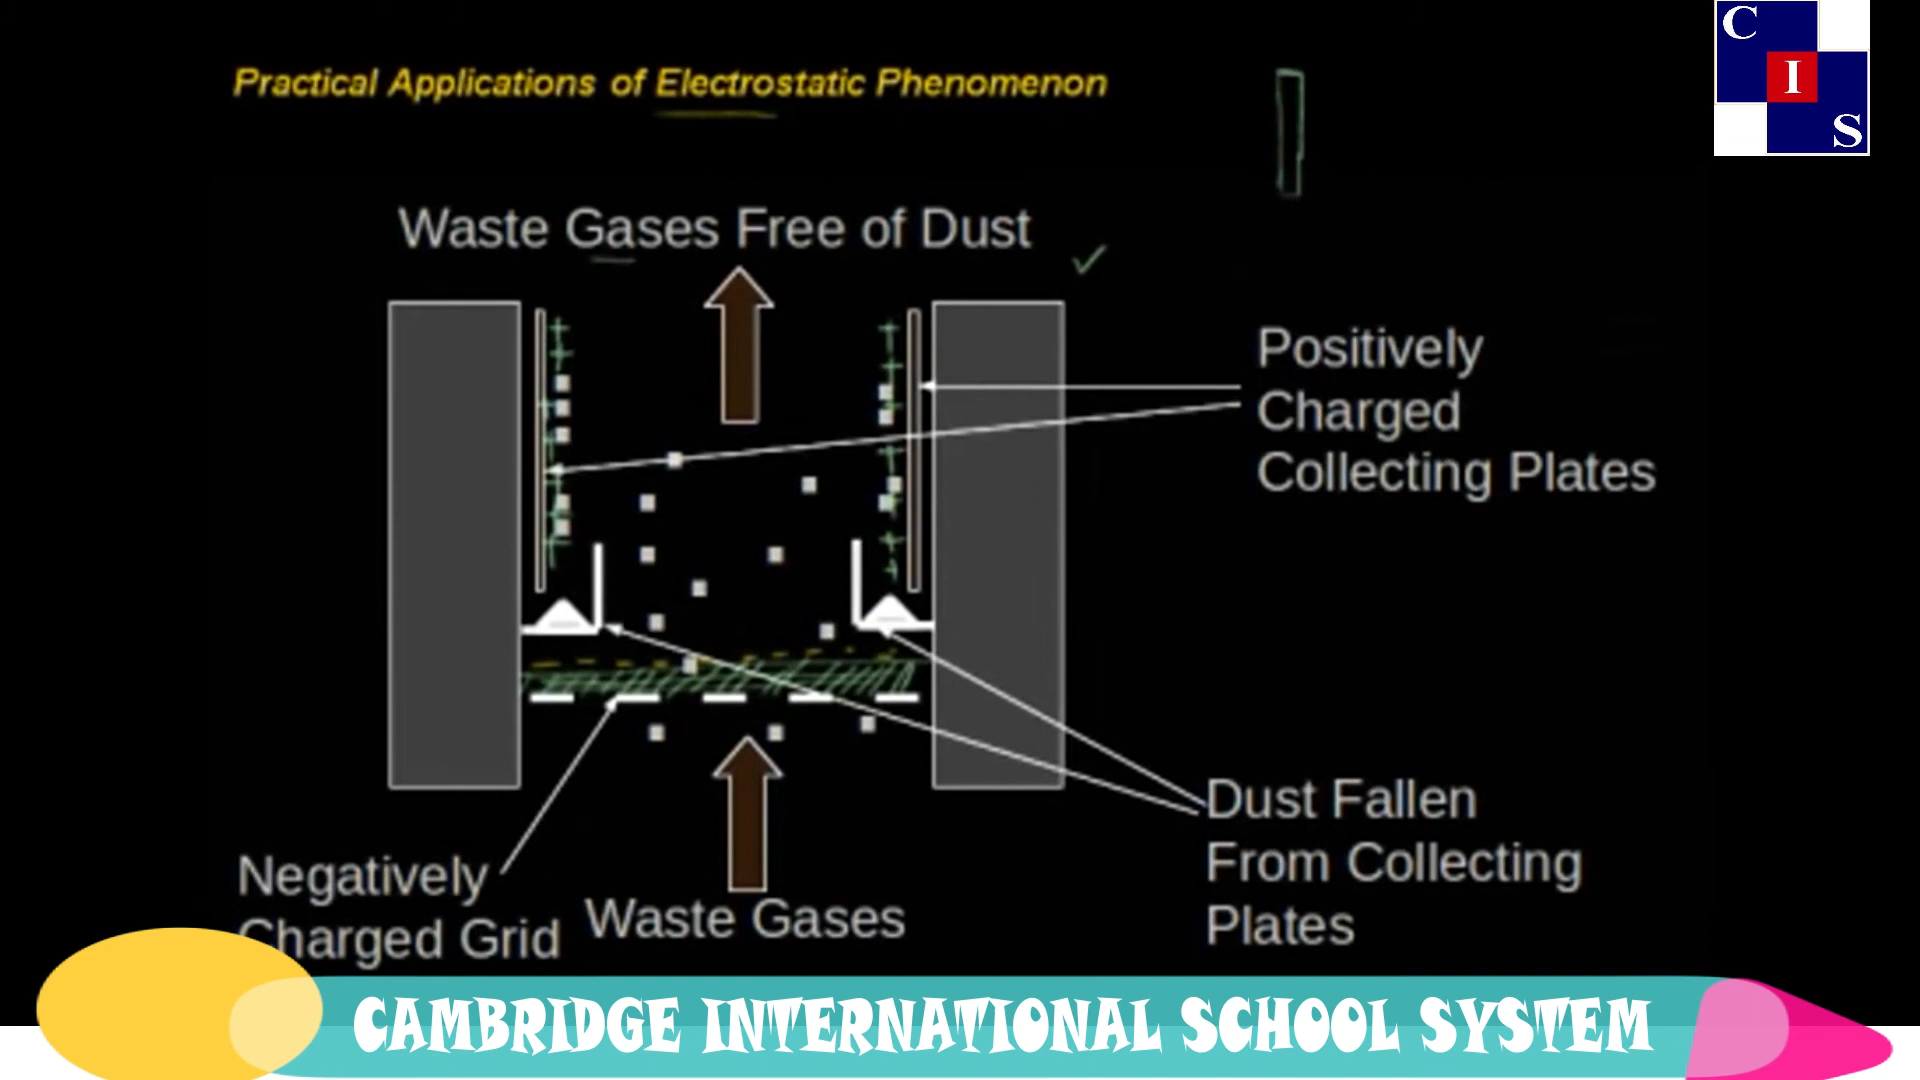 C
I
S
Practical Applications of Electrostatic Phenomenon
Waste Gases Free of Dust
Positively
Charged
Collecting Plates
Dust Fallen
From Collecting
Plates
Negatively
Charged Grid
Waste Gases
CAMBRIDGE INTERNATIONAL SCHOOL SYSTEM